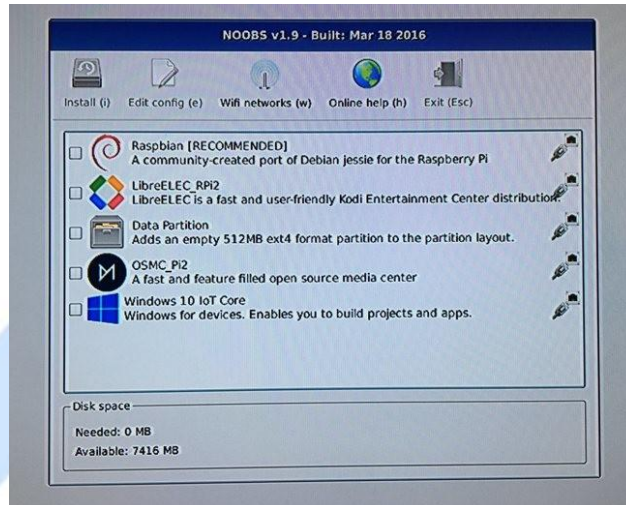 NOOBS v1.9 - Built: Mar 18 2016
Install (i) Edit config (e) Wifi networks (w) Online help (h) Exit (Esc)
Raspbian [RECOMMENDED]
A community-created port of Debian jessie for the Raspberry Pi
LibreELEC_RPi2
LibreELEC is a fast and user-friendly Kodi Entertainment Center distribution.
Data Partition
Adds an empty 512MB ext4 format partition to the partition layout.
OSMC_Pi2
A fast and feature filled open source media center
Windows 10 IoT Core
Windows for devices. Enables you to build projects and apps.
Disk space
Needed: 0 MB
Available: 7416 MB